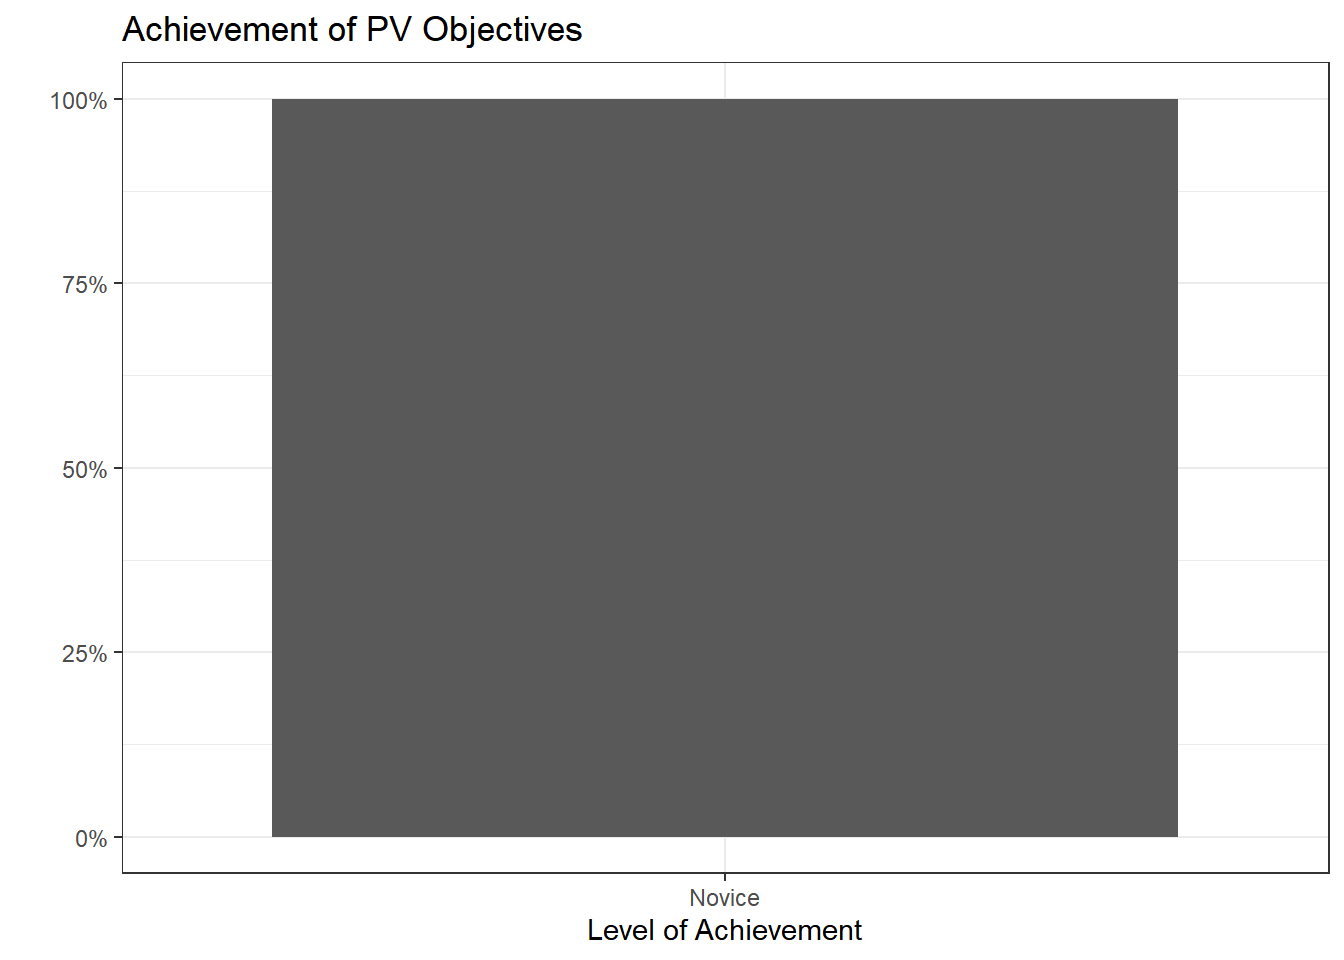 Achievement of PV Objectives
100%
75%
50%
25%
0%
Novice
Level of Achievement